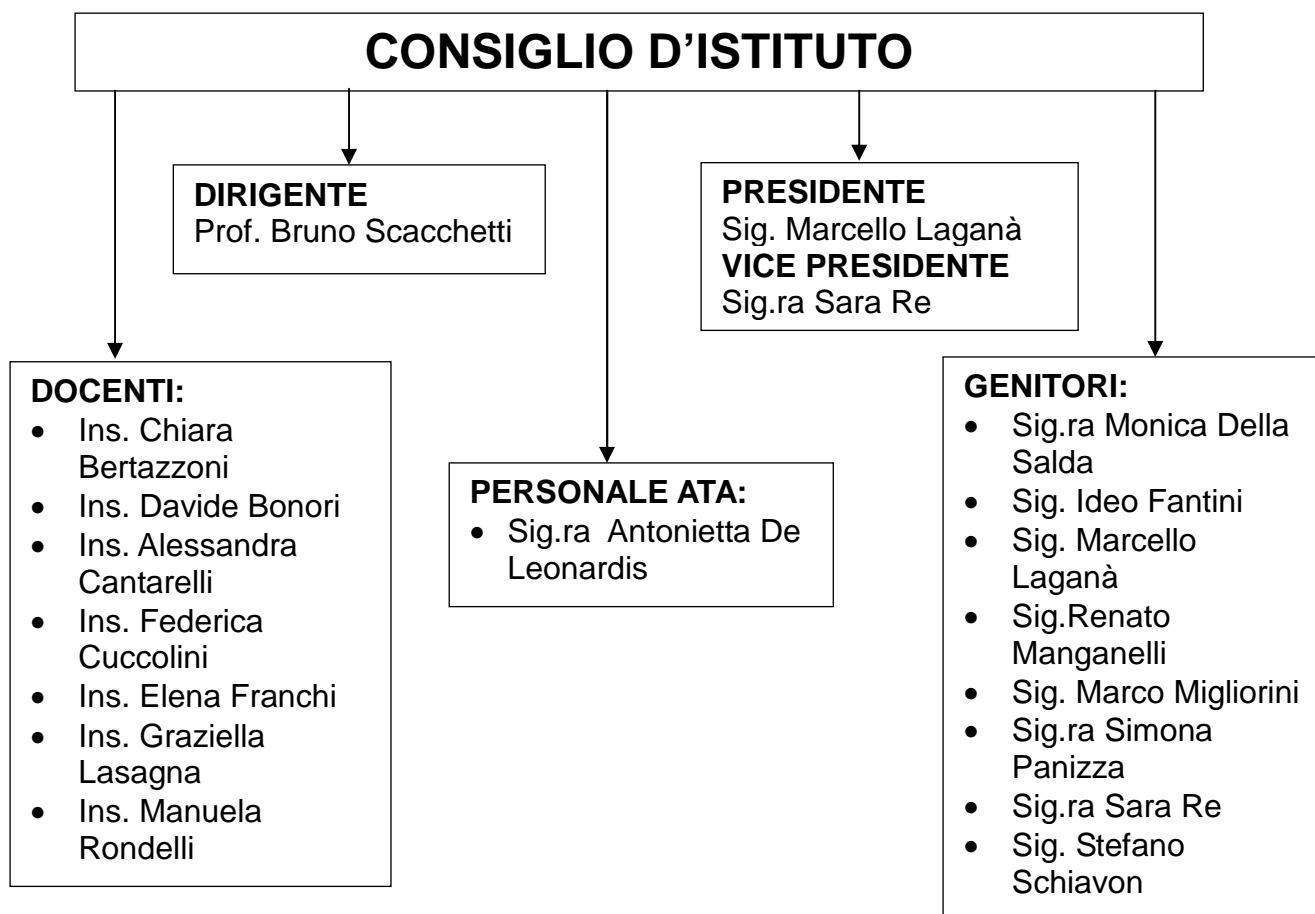 CONSIGLIO D'ISTITUTO
DIRIGENTE
Prof. Bruno Scacchetti
PRESIDENTE
Sig. Marcello Laganà
VICE PRESIDENTE
Sig.ra Sara Re
DOCENTI:
• Ins. Chiara
Bertazzoni
• Ins. Davide Bonori
• Ins. Alessandra
Cantarelli
• Ins. Federica
Cuccolini
• Ins. Elena Franchi
• Ins. Graziella
Lasagna
• Ins. Manuela
Rondelli
PERSONALE ATA:
• Sig.ra  Antonietta De
Leonardis
GENITORI:
• Sig.ra Monica Della
Salda
• Sig. Ideo Fantini
• Sig. Marcello
Laganà
• Sig.Renato
Manganelli
• Sig. Marco Migliorini
• Sig.ra Simona
Panizza
• Sig.ra Sara Re
• Sig. Stefano
Schiavon